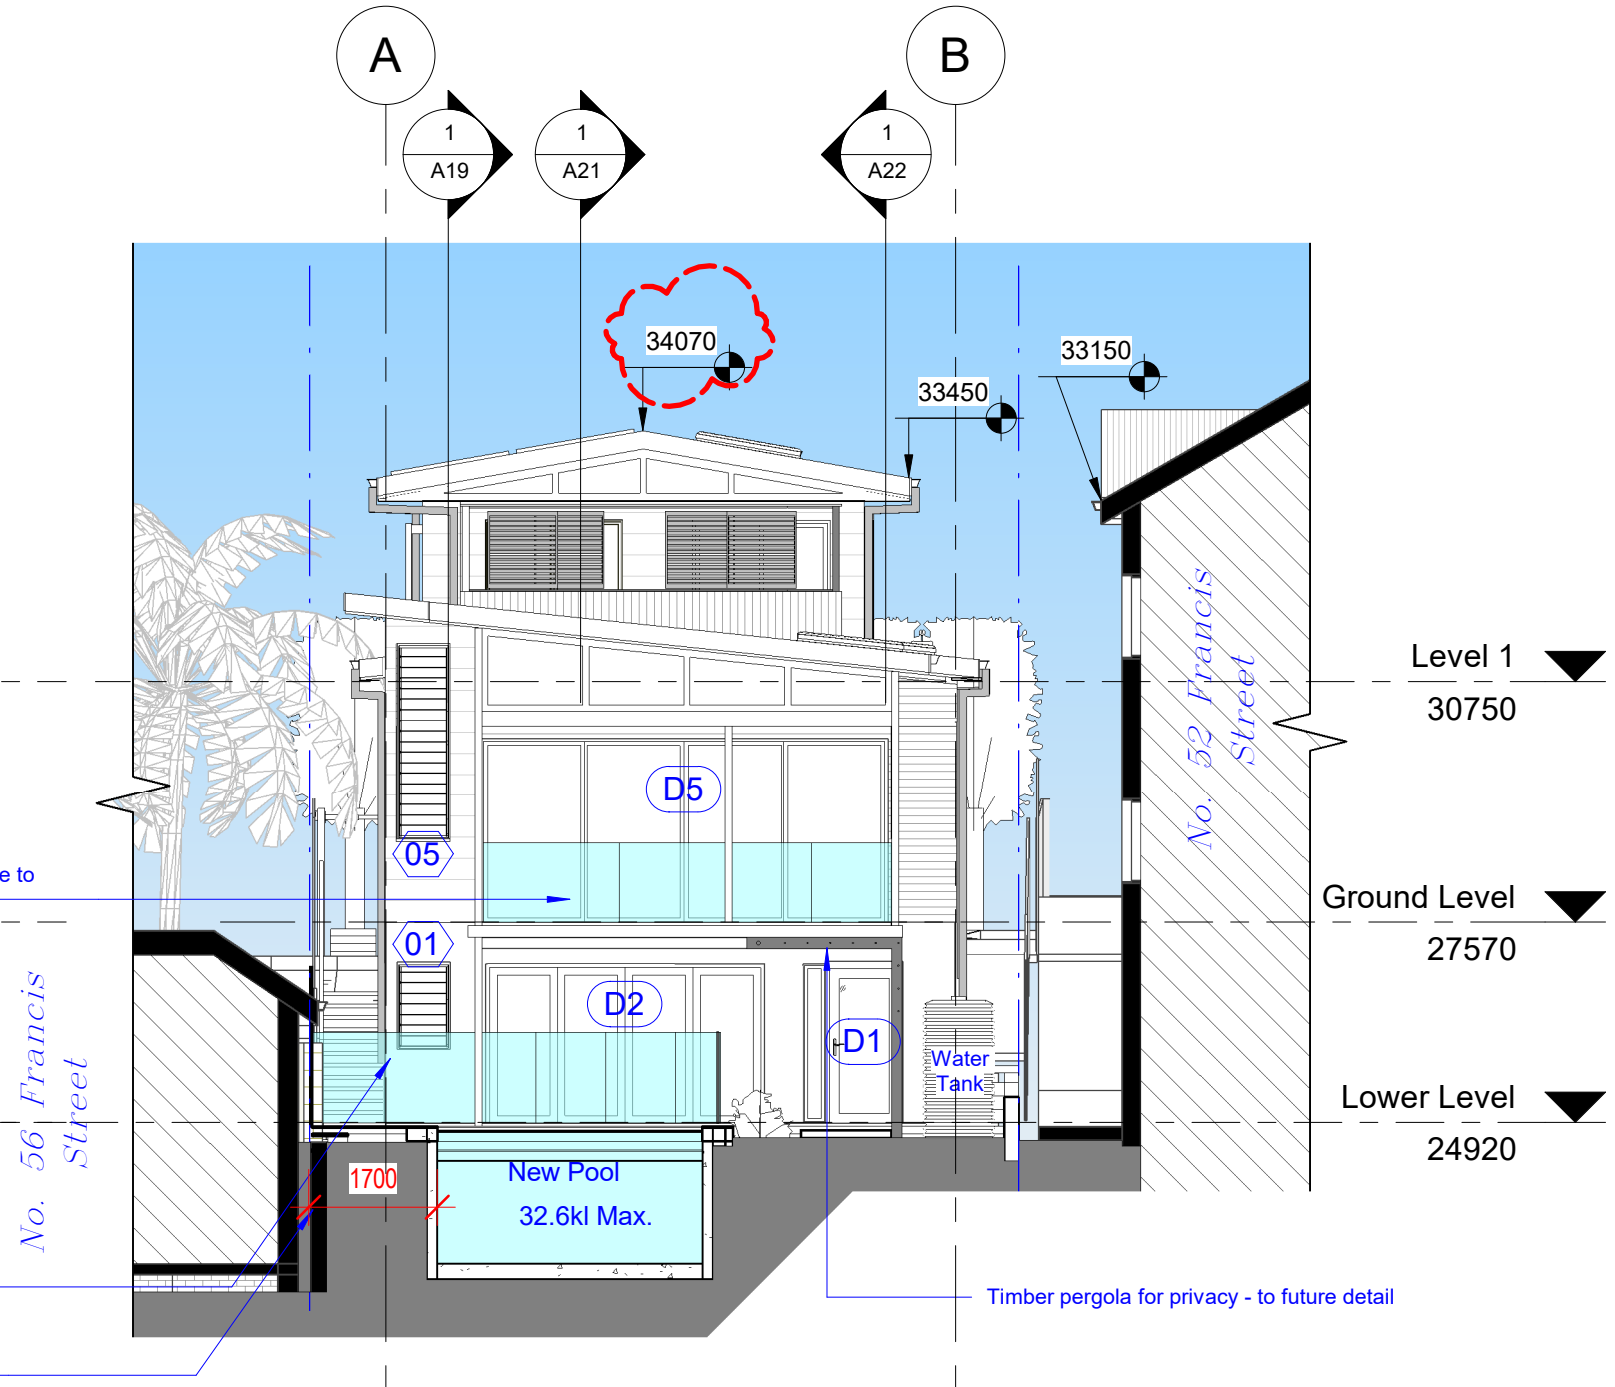 A
B
1
A19
1
A21
1
A22
34070
33450
33150
Level 1
30750
Ground Level
27570
Lower Level
24920
No. 52 Francis
Street
No. 56 Francis
Street
D5
05
01
D2
D1
Water
Tank
e to
1700
New Pool
32.6kl Max.
Timber pergola for privacy - to future detail